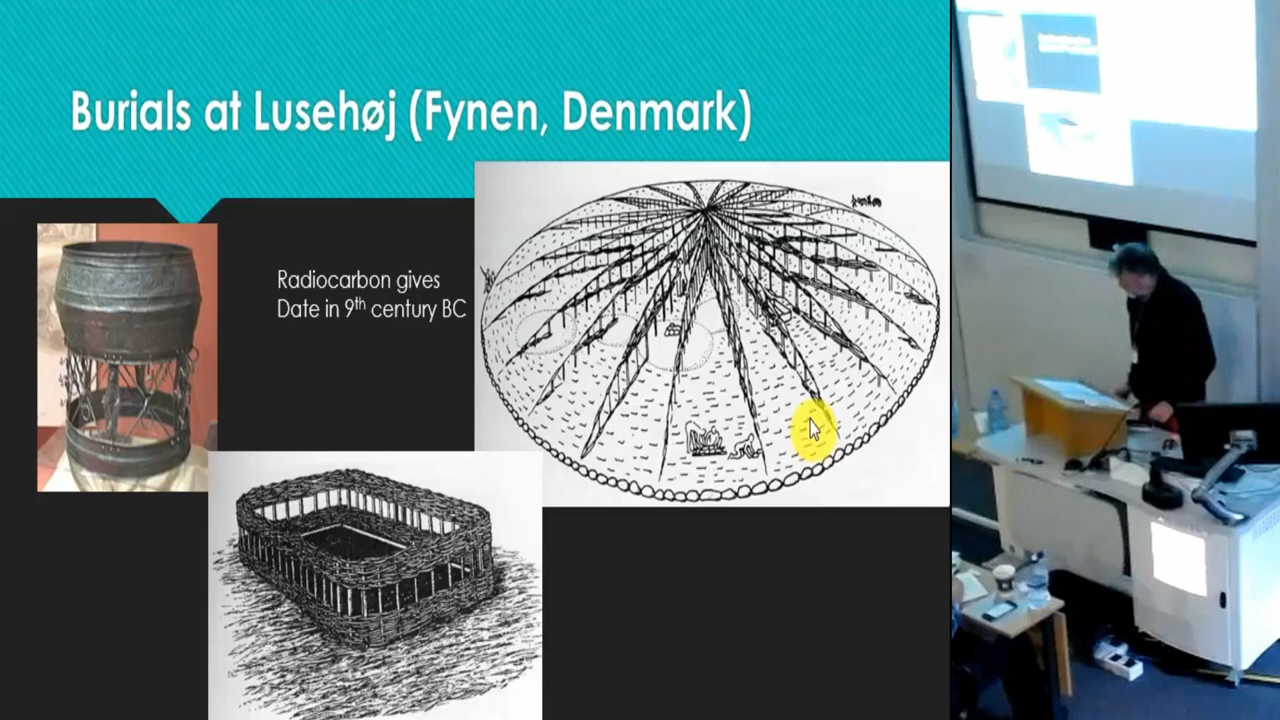 Burials at Lusehøj (Fynen, Denmark)
Radiocarbon gives
Date in 9th century BC